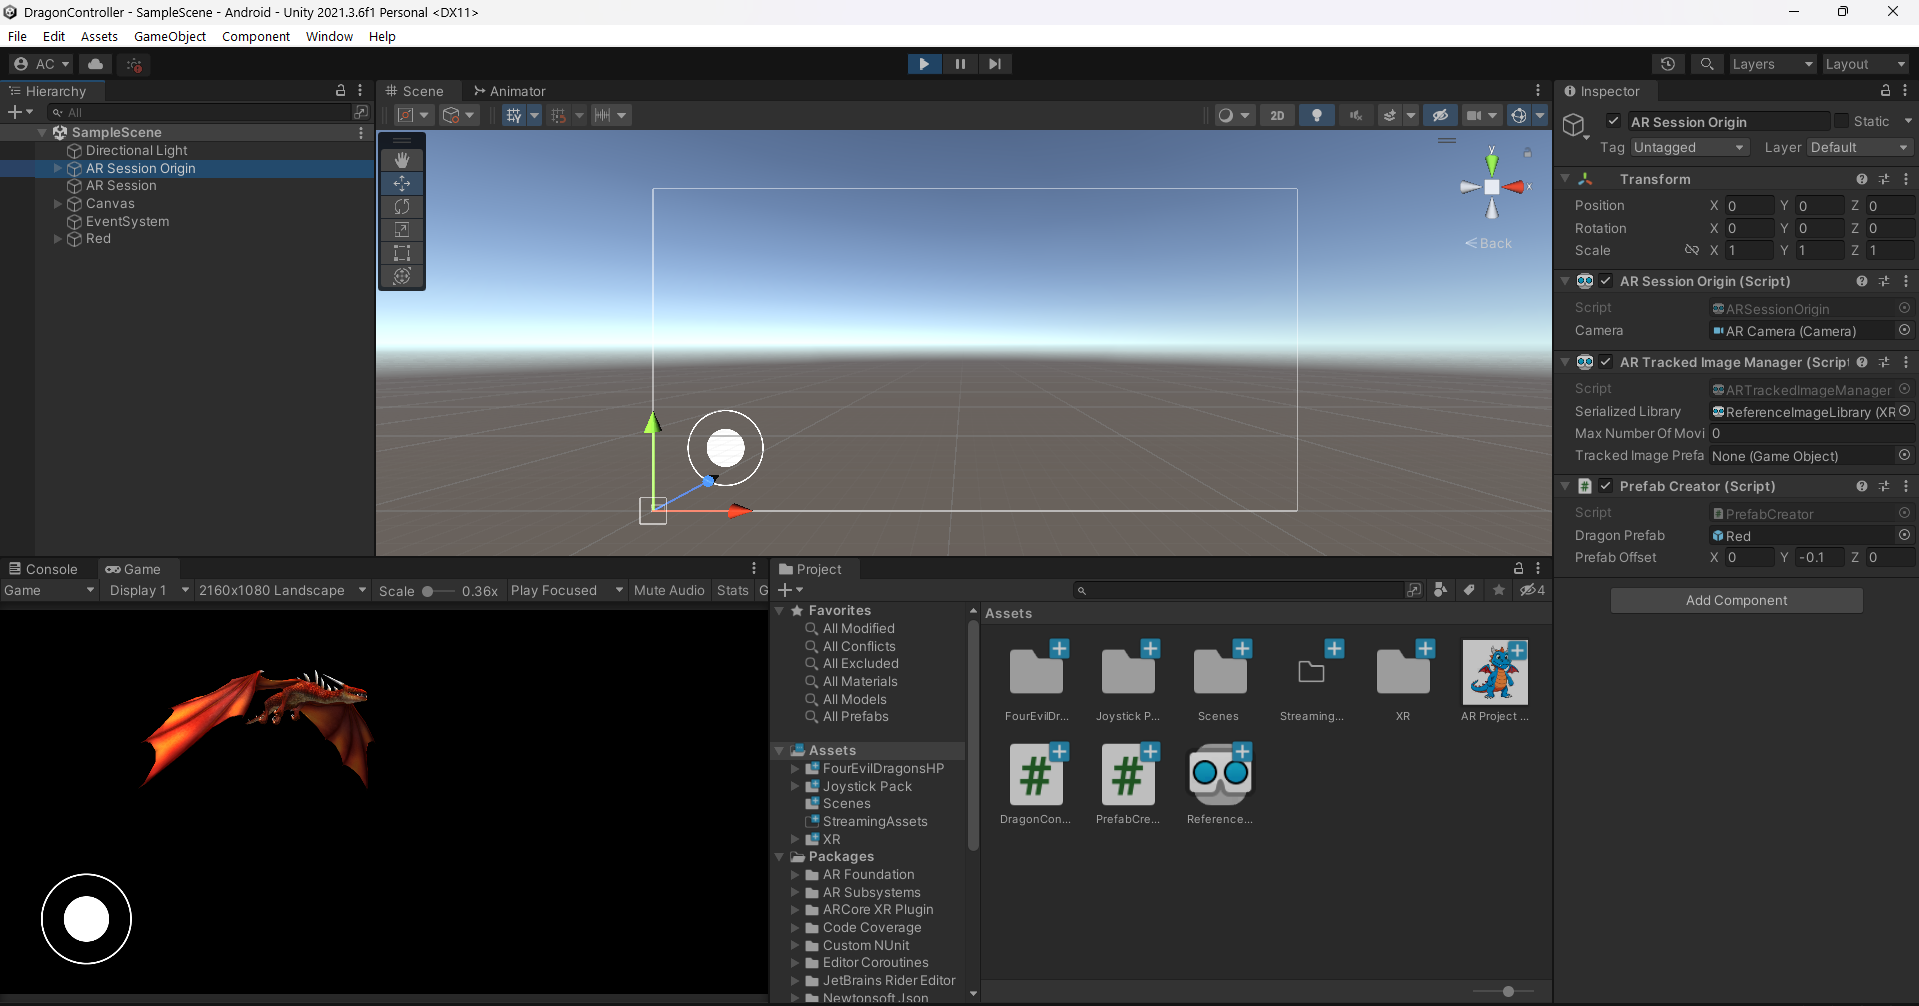 DragonController - SampleScene - Android - Unity 2021.3.6f1 Personal <DX11>
File Edit Assets GameObject Component Window Help
AC Layers Layout
Hierarchy
All
SampleScene
Directional Light
AR Session Origin
AR Session
Canvas
EventSystem
Red
Scene Animator
2D
y
x
Back
Inspector
AR Session Origin Static
Tag Untagged Layer Default
Transform
Position X 0 Y 0 Z 0
Rotation X 0 Y 0 Z 0
Scale X 1 Y 1 Z 1
AR Session Origin (Script)
Script ARSessionOrigin
Camera AR Camera (Camera)
AR Tracked Image Manager (Script
Script ARTrackedImageManager
Serialized Library ReferenceImageLibrary (XR
Max Number Of Movi 0
Tracked Image Prefa None (Game Object)
Prefab Creator (Script)
Script PrefabCreator
Dragon Prefab Red
Prefab Offset X 0 Y -0.1 Z 0
Add Component
Console Game
Game Display 1 2160x1080 Landscape Scale 0.36x Play Focused Mute Audio Stats G
Project
4
Favorites
All Modified
All Conflicts
All Excluded
All Materials
All Models
All Prefabs
Assets
FourEvilDragonsHP
Joystick Pack
Scenes
StreamingAssets
XR
Packages
AR Foundation
AR Subsystems
ARCore XR Plugin
Code Coverage
Custom NUnit
Editor Coroutines
JetBrains Rider Editor
Newtonsoft Json
Assets
FourEvilDr... Joystick P... Scenes Streaming... XR AR Project ...
DragonCon... PrefabCre... Reference...